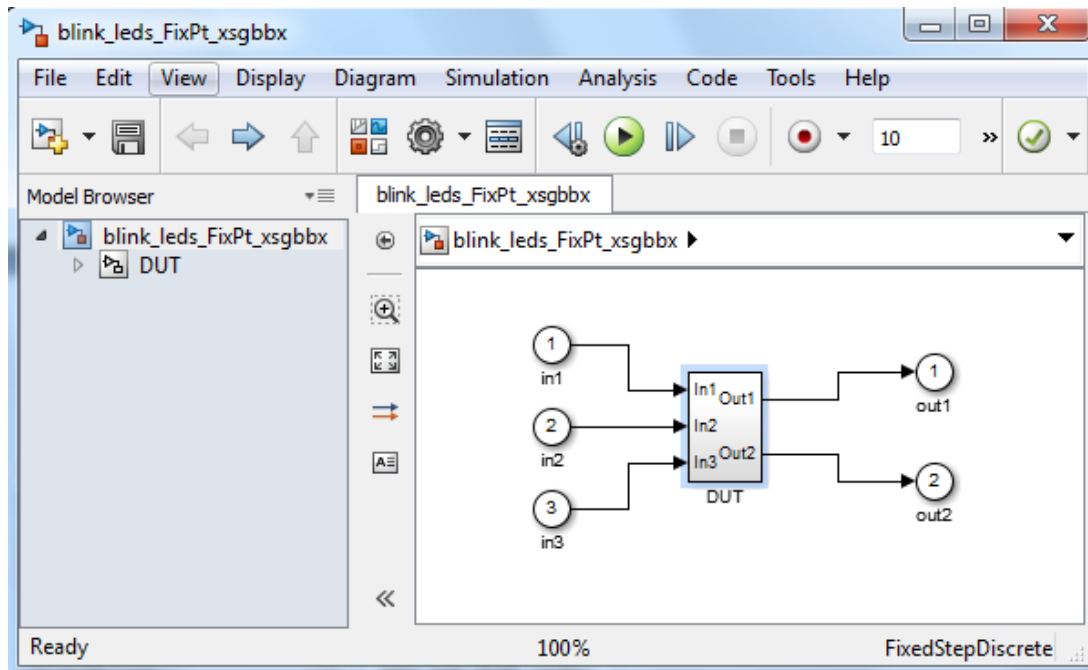 blink_leds_FixPt_xsgbbx
File Edit View Display Diagram Simulation Analysis Code Tools Help
10 »
Model Browser
blink_leds_FixPt_xsgbbx
blink_leds_FixPt_xsgbbx
DUT
blink_leds_FixPt_xsgbbx
1
in1
2
in2
3
in3
In1 Out1
In2
In3 Out2
DUT
1
out1
2
out2
A
Ready 100% FixedStepDiscrete